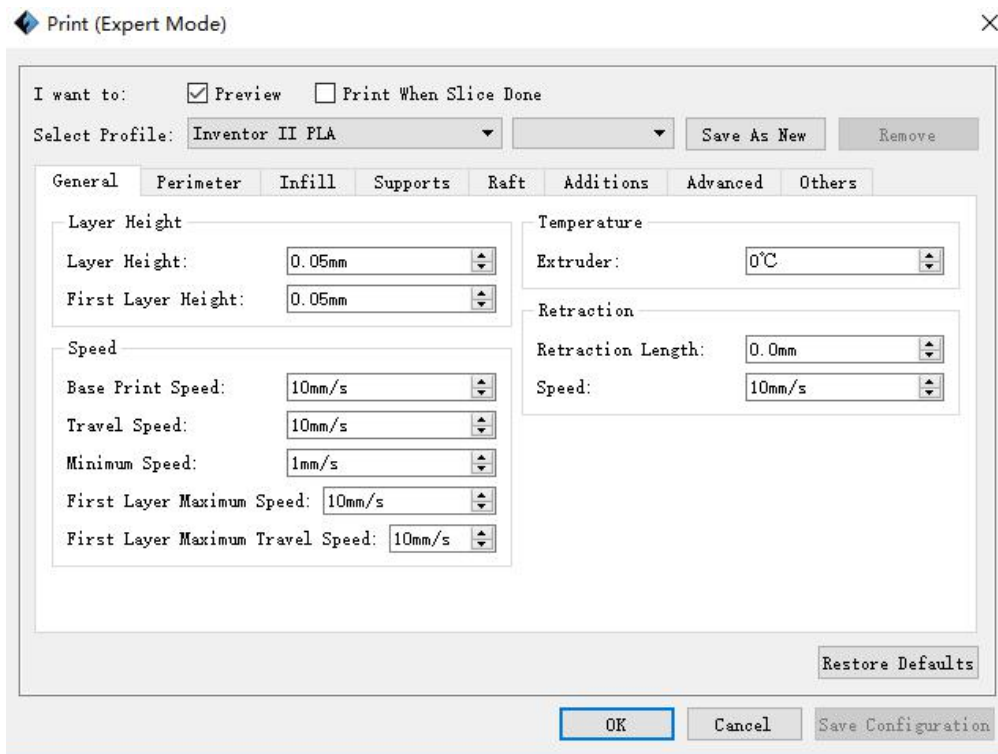 Print (Expert Mode)
I want to: Preview Print When Slice Done
Select Profile: Inventor II PLA Save As New Remove
General Perimeter Infill Supports Raft Additions Advanced Others
Layer Height
Layer Height: 0.05mm
First Layer Height: 0.05mm
Speed
Base Print Speed: 10mm/s
Travel Speed: 10mm/s
Minimum Speed: 1mm/s
First Layer Maximum Speed: 10mm/s
First Layer Maximum Travel Speed: 10mm/s
Temperature
Extruder: 0℃
Retraction
Retraction Length: 0.0mm
Speed: 10mm/s
Restore Defaults
OK Cancel Save Configuration